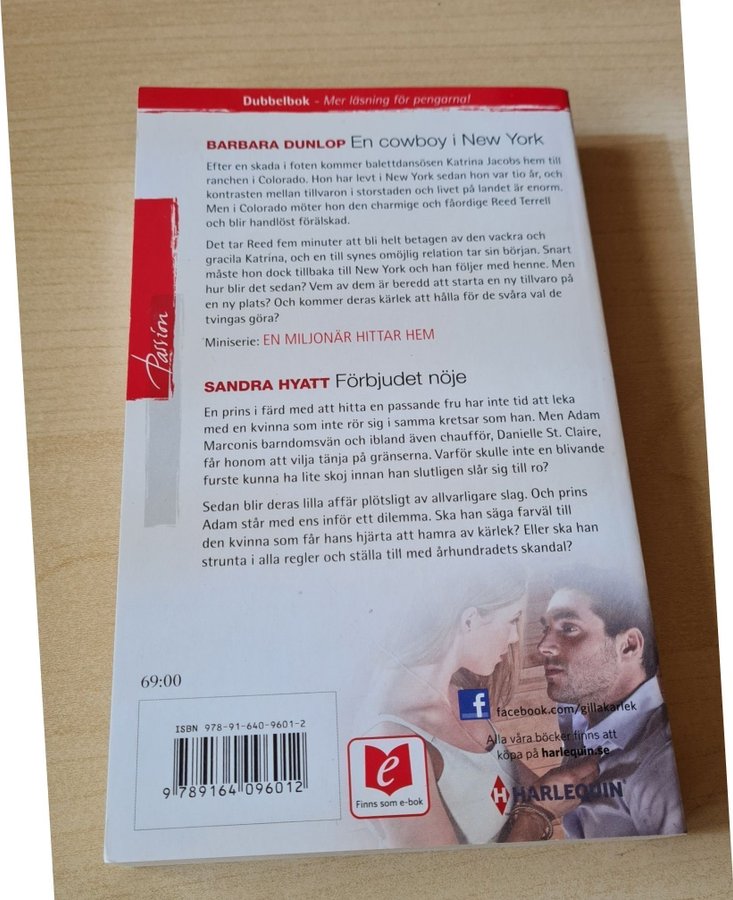 Dubbelbok - Mer läsning för pengarna!
BARBARA DUNLOP En cowboy i New York
Efter en skada i foten kommer balettdansösen Katrina Jacobs hem till
ranchen i Colorado. Hon har levt i New York sedan hon var tio år, och
kontrasten mellan tillvaron i storstaden och livet på landet är enorm.
Men i Colorado möter hon den charmige och fåordige Reed Terrell
och blir handlöst förälskad.
Det tar Reed fem minuter att bli helt betagen av den vackra och
gracila Katrina, och en till synes omöjlig relation tar sin början. Snart
måste hon dock tillbaka till New York och han följer med henne. Men
hur blir det sedan? Vem av dem är beredd att starta en ny tillvaro på
en ny plats? Och kommer deras kärlek att hålla för de svåra val de
tvingas göra?
Miniserie: EN MILJONÄR HITTAR HEM
Passion
SANDRA HYATT Förbjudet nöje
En prins i färd med att hitta en passande fru har inte tid att leka
med en kvinna som inte rör sig i samma kretsar som han. Men Adam
Marconis barndomsvän och ibland även chaufför, Danielle St. Claire,
får honom att vilja tänja på gränserna. Varför skulle inte en blivande
furste kunna ha lite skoj innan han slutligen slår sig till ro?
Sedan blir deras lilla affär plötsligt av allvarligare slag. Och prins
Adam står med ens inför ett dilemma. Ska han säga farväl till
den kvinna som får hans hjärta att hamra av kärlek? Eller ska han
strunta i alla regler och ställa till med århundradets skandal?
69:00
ISBN 978-91-640-9601-2
9 789164 096012
e
Finns som e-bok
f facebook.com/gillakarlek
Alla våra böcker finns att
köpa på harlequin.se
H HARLEQUIN